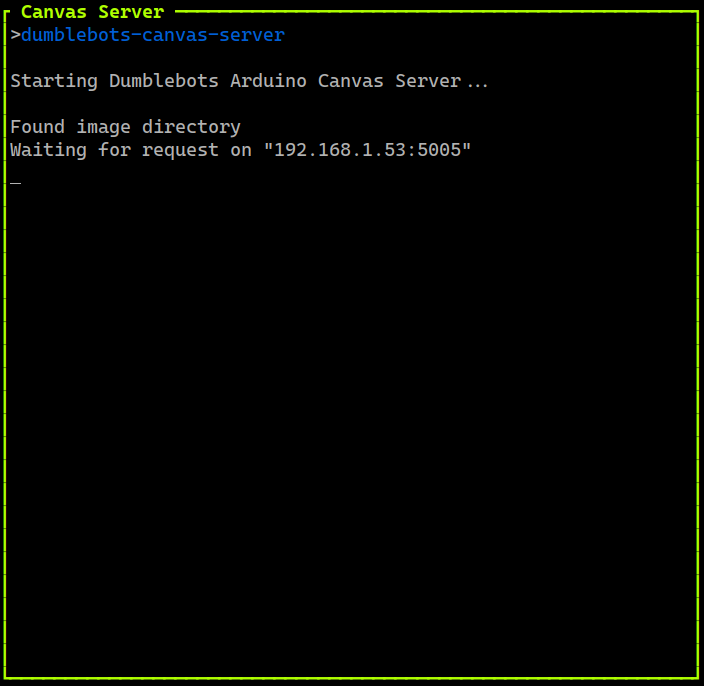 Canvas Server
>dumblebots-canvas-server
Starting Dumblebots Arduino Canvas Server...
Found image directory
Waiting for request on "192.168.1.53:5005"
_